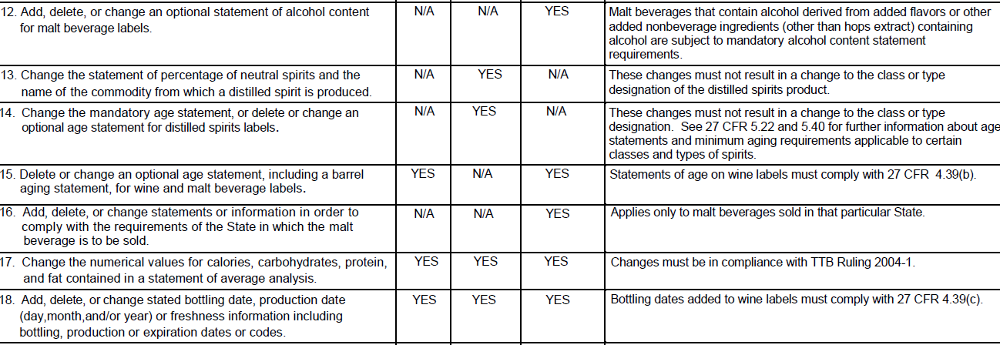 12. Add, delete, or change an optional statement of alcohol content
for malt beverage labels.
N/A
N/A
YES
Malt beverages that contain alcohol derived from added flavors or other
added nonbeverage ingredients (other than hops extract) containing
alcohol are subject to mandatory alcohol content statement
requirements.
13. Change the statement of percentage of neutral spirits and the
name of the commodity from which a distilled spirit is produced.
N/A
YES
N/A
These changes must not result in a change to the class or type
designation of the distilled spirits product.
14. Change the mandatory age statement, or delete or change an
optional age statement for distilled spirits labels.
N/A
YES
N/A
These changes must not result in a change to the class or type
designation. See 27 CFR 5.22 and 5.40 for further information about age
statements and minimum aging requirements applicable to certain
classes and types of spirits.
15. Delete or change an optional age statement, including a barrel
aging statement, for wine and malt beverage labels.
YES
N/A
YES
Statements of age on wine labels must comply with 27 CFR 4.39(b).
16. Add, delete, or change statements or information in order to
comply with the requirements of the State in which the malt
beverage is to be sold.
N/A
N/A
YES
Applies only to malt beverages sold in that particular State.
17. Change the numerical values for calories, carbohydrates, protein,
and fat contained in a statement of average analysis.
YES
YES
YES
Changes must be in compliance with TTB Ruling 2004-1.
18. Add, delete, or change stated bottling date, production date
(day,month,and/or year) or freshness information including
bottling, production or expiration dates or codes.
YES
YES
YES
Bottling dates added to wine labels must comply with 27 CFR 4.39(c).